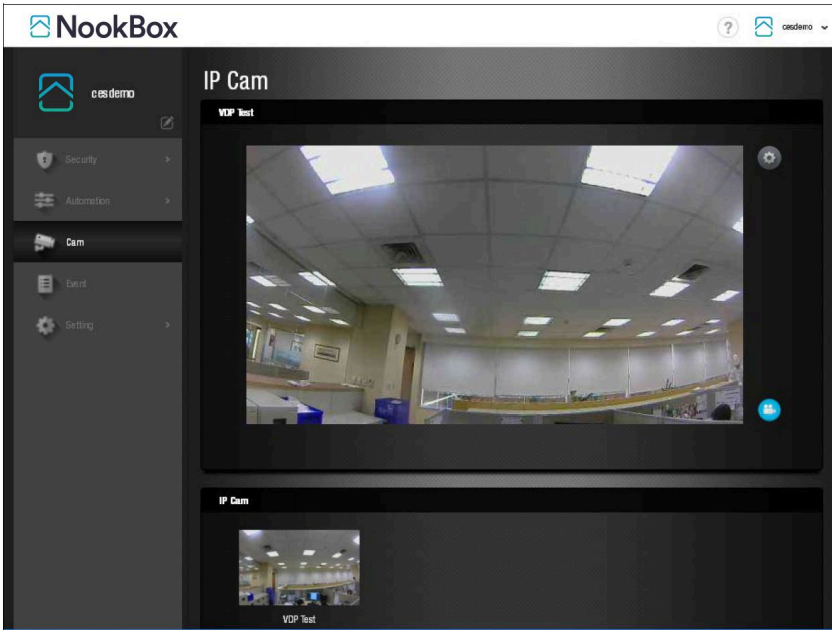 NookBox
?
cesdemo
cesdemo
IP Cam
VDP Test
Security
Automation
Cam
Event
Setting
IP Cam
VDP Test